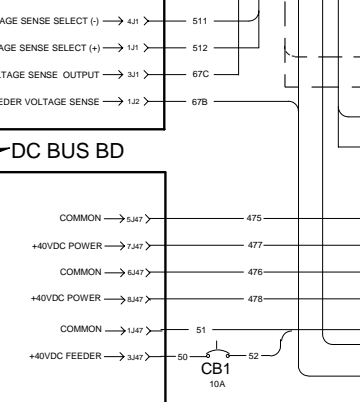 AGE SENSE SELECT (-) 4J1 511
AGE SENSE SELECT (+) 1J1 512
LTAGE SENSE OUTPUT 3J1 67C
EDER VOLTAGE SENSE 1J2 67B
DC BUS BD
COMMON 5J47 475
+40VDC POWER 7J47 477
COMMON 6J47 476
+40VDC POWER 8J47 478
COMMON 1J47 51
+40VDC FEEDER 3J47 50 52
CB1
10A